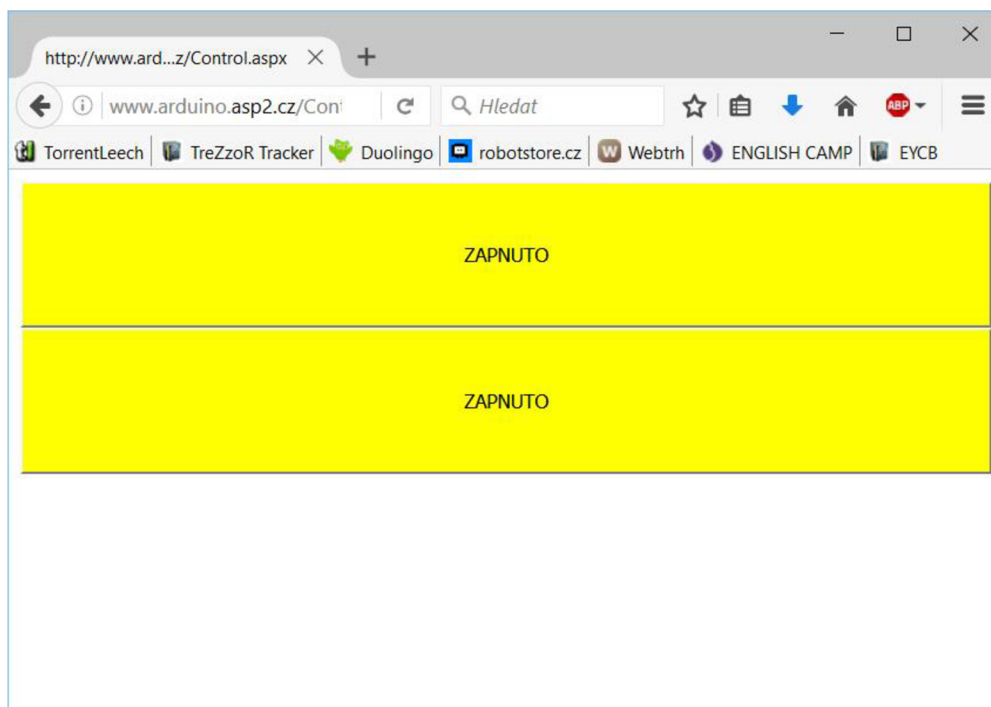 http://www.ard...z/Control.aspx
www.arduino.asp2.cz/Cont
Hledat
ABP
TorrentLeech TreZzoR Tracker Duolingo robotstore.cz W Webtrh ENGLISH CAMP EYCB
ZAPNUTO
ZAPNUTO